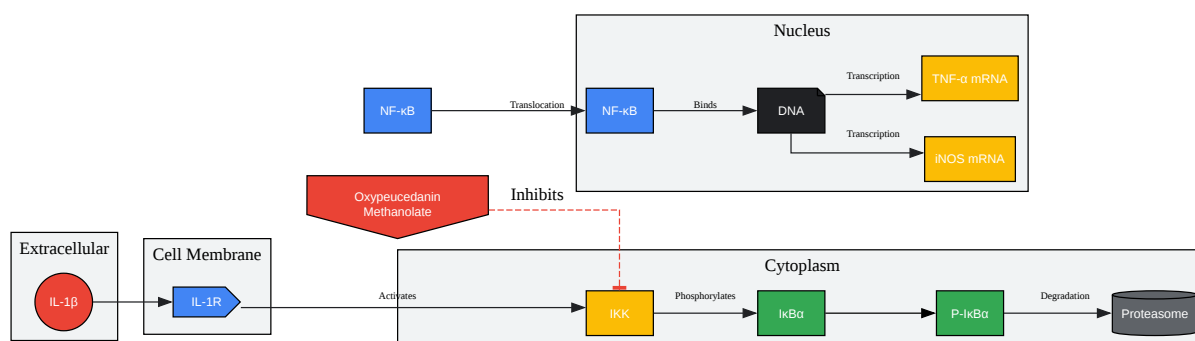 Nucleus
TNF-α mRNA
Transcription
NF-κB
Translocation
NF-κB
Binds
DNA
Transcription
iNOS mRNA
Oxypeucedanin
Methanolate
Inhibits
Extracellular
Cell Membrane
Cytoplasm
IL-1β
IL-1R
Activates
IKK
Phosphorylates
IκBα
P-IκBα
Degradation
Proteasome